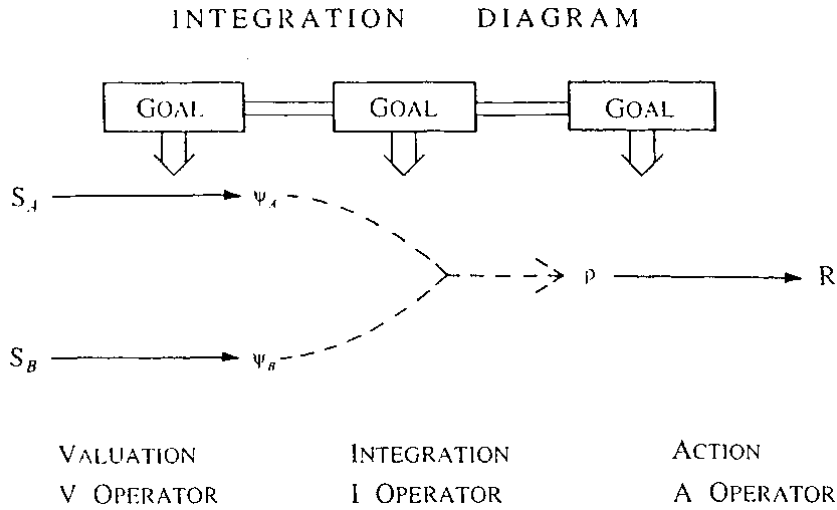 INTEGRATION DIAGRAM
GOAL GOAL GOAL
S_A ψ_A
ρ R
S_B ψ_B
VALUATION INTEGRATION ACTION
V OPERATOR I OPERATOR A OPERATOR